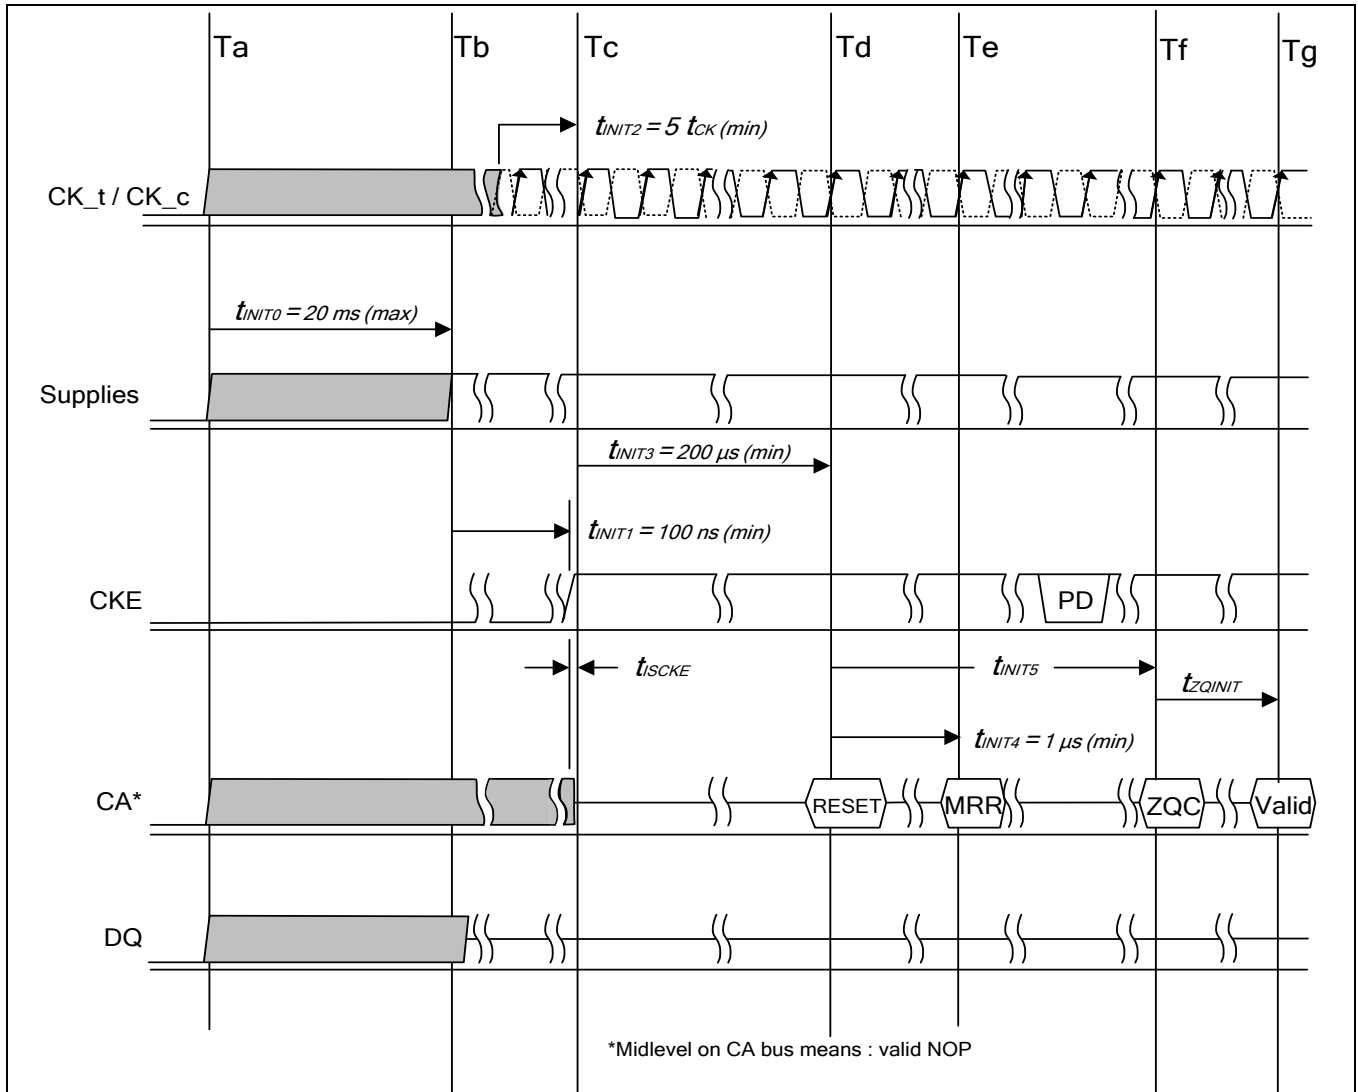 Ta Tb Tc Td Te Tf Tg
tINIT2 = 5 tCK (min)
CK_t / CK_c
tINIT0 = 20 ms (max)
Supplies
tINIT3 = 200 µs (min)
tINIT1 = 100 ns (min)
CKE PD
tISCKE tINIT5 tZQINIT
tINIT4 = 1 µs (min)
CA* RESET MRR ZQC Valid
DQ
*Midlevel on CA bus means : valid NOP